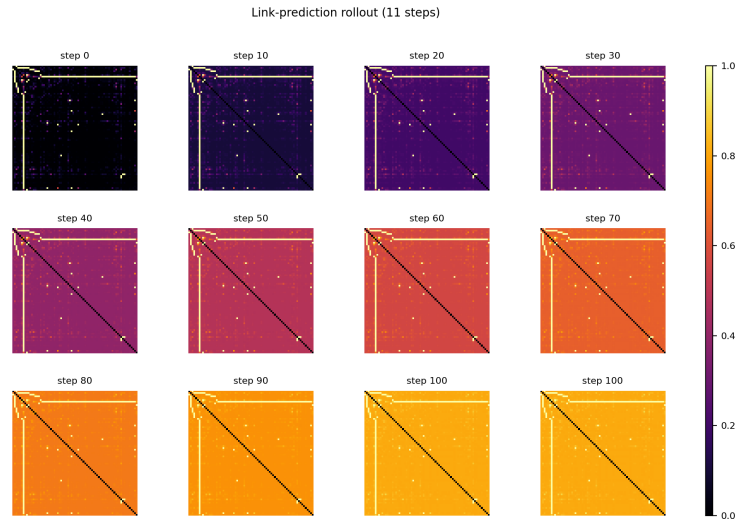 Link-prediction rollout (11 steps)
step 0
step 10
step 20
step 30
step 40
step 50
step 60
step 70
step 80
step 90
step 100
step 100
1.0
0.8
0.6
0.4
0.2
0.0